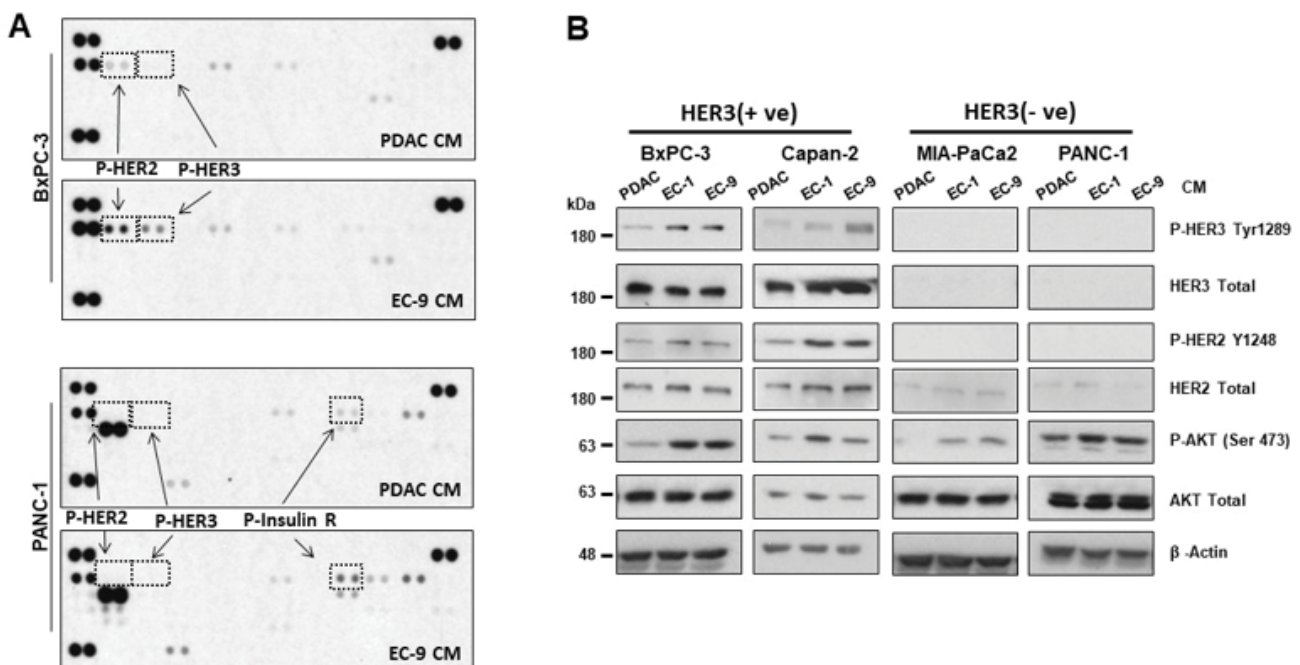 A
BxPC-3
PDAC CM
P-HER2 P-HER3
EC-9 CM
PANC-1
PDAC CM
P-HER2 P-HER3 P-Insulin R
EC-9 CM
B
HER3(+ ve) HER3(- ve)
BxPC-3 Capan-2 MIA-PaCa2 PANC-1
PDAC EC-1 EC-9 PDAC EC-1 EC-9 PDAC EC-1 EC-9 PDAC EC-1 EC-9 CM
kDa
180 P-HER3 Tyr1289
180 HER3 Total
180 P-HER2 Y1248
180 HER2 Total
63 P-AKT (Ser 473)
63 AKT Total
48 β -Actin